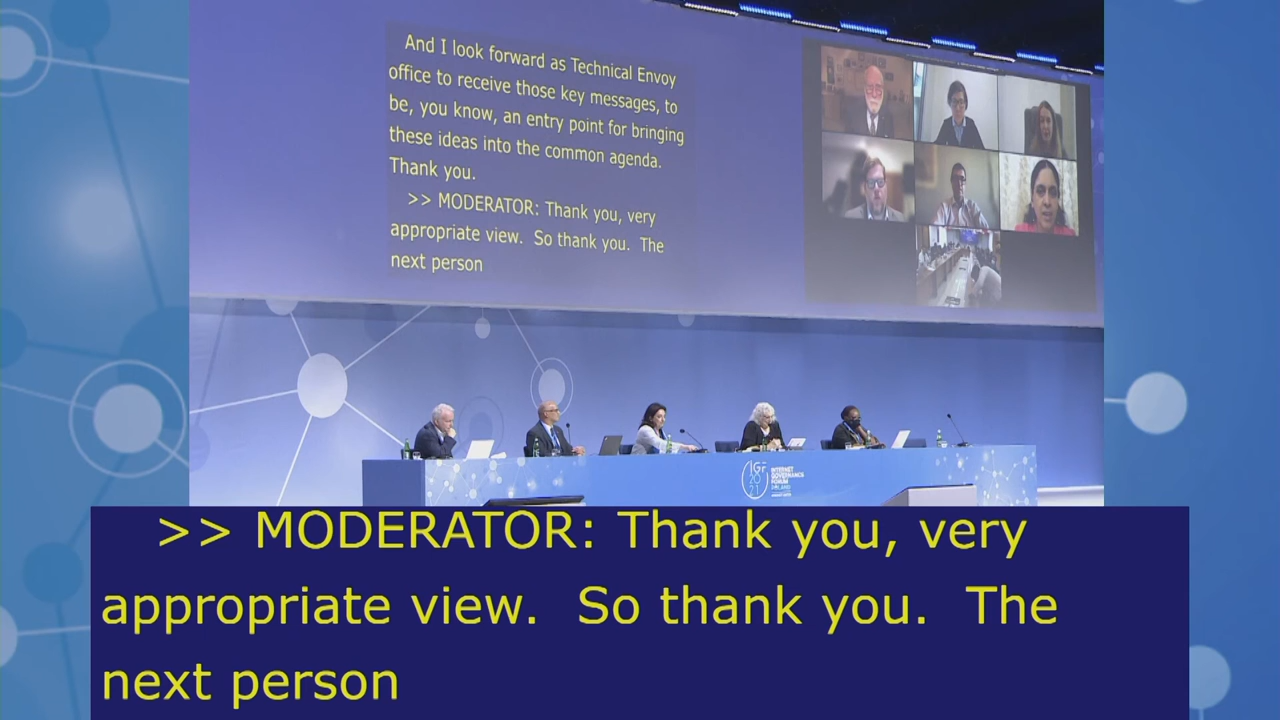 And I look forward as Technical Envoy
office to receive those key messages, to
be, you know, an entry point for bringing
these ideas into the common agenda.
Thank you.
>> MODERATOR: Thank you, very
appropriate view. So thank you. The
next person
IGF
20
21
INTERNET
GOVERNANCE
FORUM
>> MODERATOR: Thank you, very
appropriate view. So thank you. The
next person